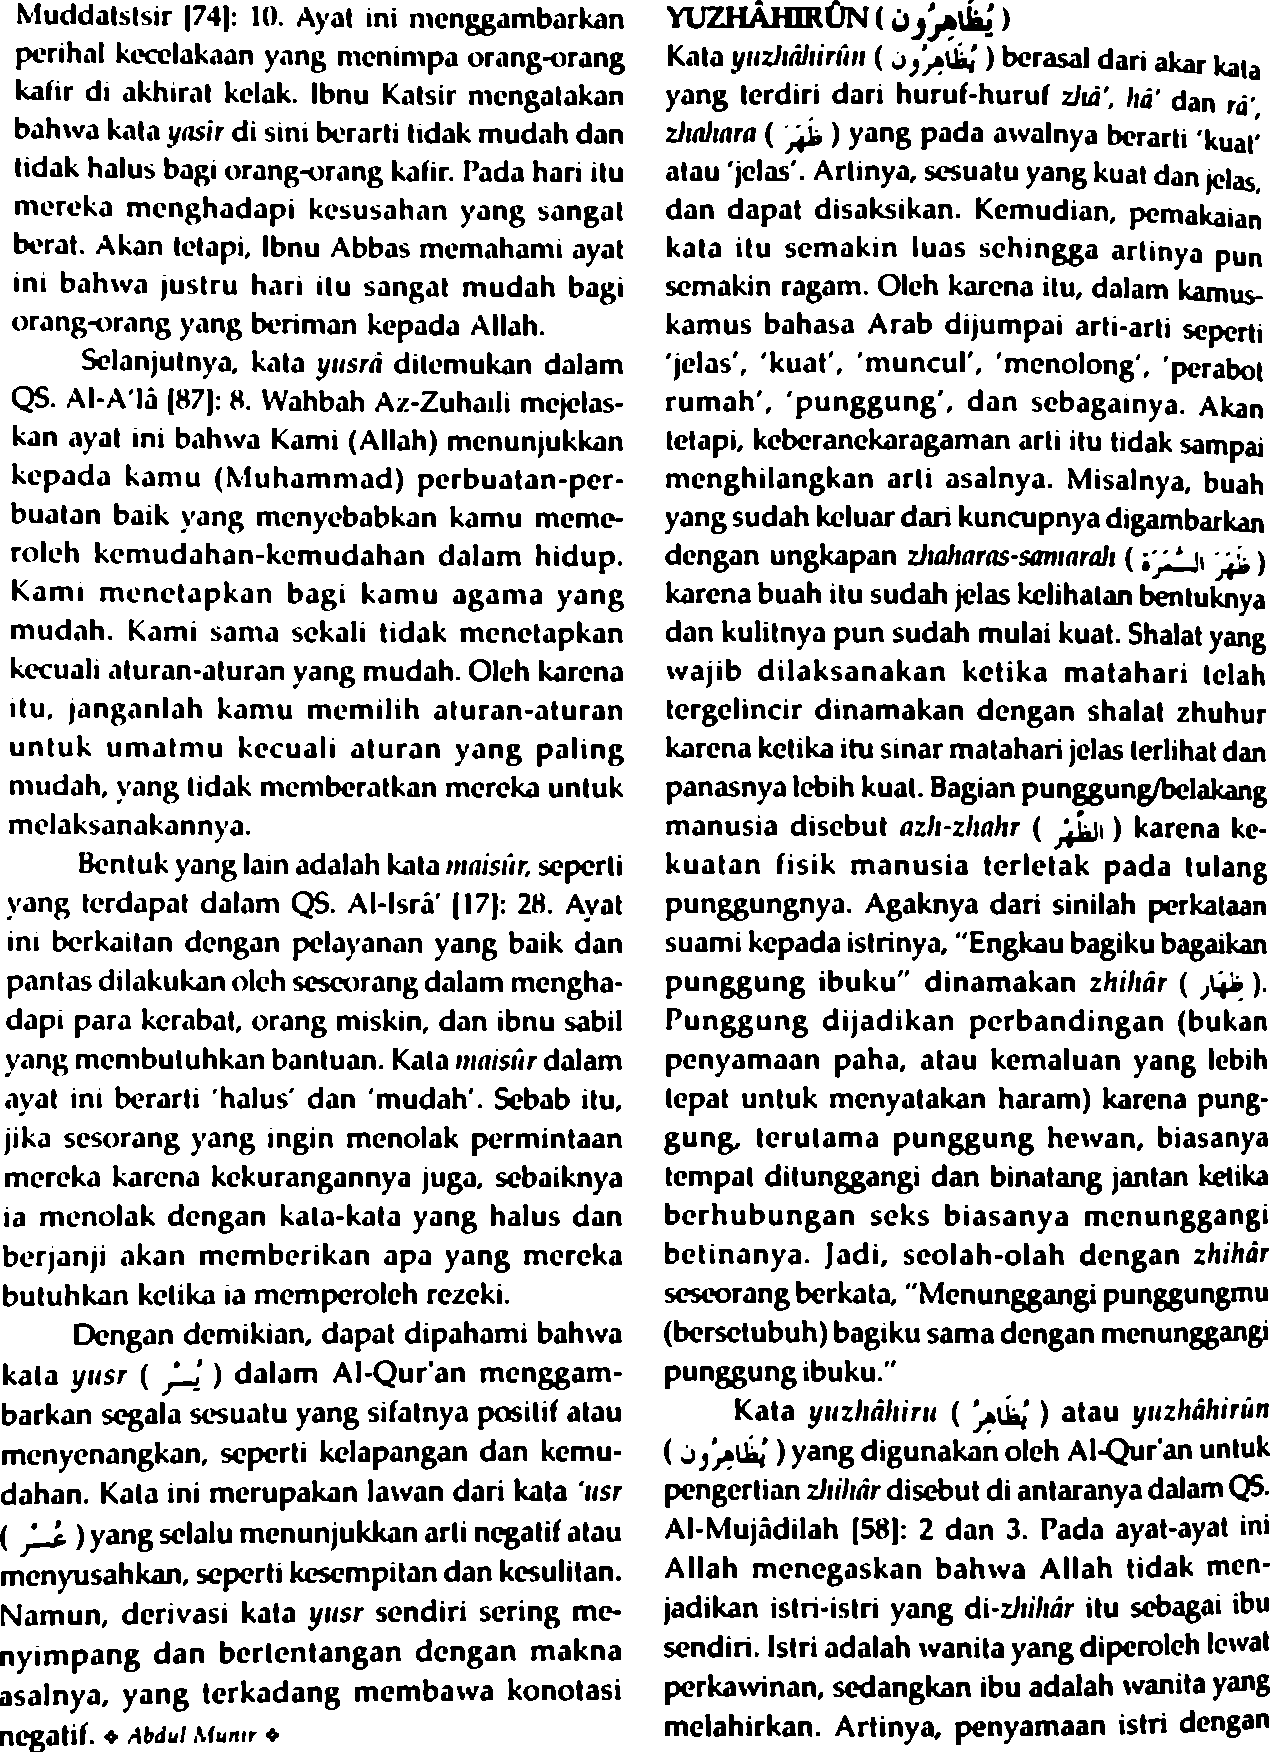 Muddatstsir [74]: 10. Ayat ini menggambarkan
perihal kecelakaan yang menimpa orang-orang
kafir di akhirat kelak. Ibnu Katsir mengatakan
bahwa kata yasir di sini berarti tidak mudah dan
tidak halus bagi orang-orang kafir. Pada hari itu
mereka menghadapi kesusahan yang sangat
berat. Akan tetapi, Ibnu Abbas memahami ayat
ini bahwa justru hari itu sangat mudah bagi
orang-orang yang beriman kepada Allah.
Selanjutnya, kata yusrâ ditemukan dalam
QS. Al-A'lâ [87]: 8. Wahbah Az-Zuhaili mejelas-
kan ayat ini bahwa Kami (Allah) menunjukkan
kepada kamu (Muhammad) perbuatan-per-
buatan baik yang menyebabkan kamu meme-
roleh kemudahan-kemudahan dalam hidup.
Kami menetapkan bagi kamu agama yang
mudah. Kami sama sekali tidak menetapkan
kecuali aturan-aturan yang mudah. Oleh karena
itu, janganlah kamu memilih aturan-aturan
untuk umatmu kecuali aturan yang paling
mudah, yang tidak memberatkan mereka untuk
melaksanakannya.
Bentuk yang lain adalah kata maisûr, seperti
yang terdapat dalam QS. Al-Isrâ' [17]: 28. Ayat
ini berkaitan dengan pelayanan yang baik dan
pantas dilakukan oleh seseorang dalam mengha-
dapi para kerabat, orang miskin, dan ibnu sabil
yang membutuhkan bantuan. Kata maisûr dalam
ayat ini berarti 'halus' dan 'mudah'. Sebab itu,
jika sesorang yang ingin menolak permintaan
mereka karena kekurangannya juga, sebaiknya
ia menolak dengan kata-kata yang halus dan
berjanji akan memberikan apa yang mereka
butuhkan ketika ia memperoleh rezeki.
Dengan demikian, dapat dipahami bahwa
kata yusr ( يُسْر ) dalam Al-Qur'an menggam-
barkan segala sesuatu yang sifatnya positif atau
menyenangkan, seperti kelapangan dan kemu-
dahan. Kata ini merupakan lawan dari kata 'usr
( عُسْر ) yang selalu menunjukkan arti negatif atau
menyusahkan, seperti kesempitan dan kesulitan.
Namun, derivasi kata yusr sendiri sering me-
nyimpang dan bertentangan dengan makna
asalnya, yang terkadang membawa konotasi
negatif. ❖ Abdul Munir ❖
YUZHÂHIRÛN ( يُظَاهِرُون )
Kata yuzhâhirûn ( يُظَاهِرُون ) berasal dari akar kata
yang terdiri dari huruf-huruf zhâ', hâ' dan râ',
zhahara ( ظَهَرَ ) yang pada awalnya berarti 'kuat'
atau 'jelas'. Artinya, sesuatu yang kuat dan jelas,
dan dapat disaksikan. Kemudian, pemakaian
kata itu semakin luas sehingga artinya pun
semakin ragam. Oleh karena itu, dalam kamus-
kamus bahasa Arab dijumpai arti-arti seperti
'jelas', 'kuat', 'muncul', 'menolong', 'perabot
rumah', 'punggung', dan sebagainya. Akan
tetapi, keberanekaragaman arti itu tidak sampai
menghilangkan arti asalnya. Misalnya, buah
yang sudah keluar dari kuncupnya digambarkan
dengan ungkapan zhaharas-samarah ( ظَهَرَ الثَّمَرَةُ )
karena buah itu sudah jelas kelihatan bentuknya
dan kulitnya pun sudah mulai kuat. Shalat yang
wajib dilaksanakan ketika matahari telah
tergelincir dinamakan dengan shalat zhuhur
karena ketika itu sinar matahari jelas terlihat dan
panasnya lebih kuat. Bagian punggung/belakang
manusia disebut azh-zhahr ( الظَّهْرُ ) karena ke-
kuatan fisik manusia terletak pada tulang
punggungnya. Agaknya dari sinilah perkataan
suami kepada istrinya, "Engkau bagiku bagaikan
punggung ibuku" dinamakan zhihâr ( ظِهَار ).
Punggung dijadikan perbandingan (bukan
penyamaan paha, atau kemaluan yang lebih
tepat untuk menyatakan haram) karena pung-
gung, terutama punggung hewan, biasanya
tempat ditunggangi dan binatang jantan ketika
berhubungan seks biasanya menunggangi
betinanya. Jadi, seolah-olah dengan zhihâr
seseorang berkata, "Menunggangi punggungmu
(bersetubuh) bagiku sama dengan menunggangi
punggung ibuku."
Kata yuzhâhiru ( يُظَاهِرُ ) atau yuzhâhirûn
( يُظَاهِرُون ) yang digunakan oleh Al-Qur'an untuk
pengertian zhihâr disebut di antaranya dalam QS.
Al-Mujâdilah [58]: 2 dan 3. Pada ayat-ayat ini
Allah menegaskan bahwa Allah tidak men-
jadikan istri-istri yang di-zhihâr itu sebagai ibu
sendiri. Istri adalah wanita yang diperoleh lewat
perkawinan, sedangkan ibu adalah wanita yang
melahirkan. Artinya, penyamaan istri dengan